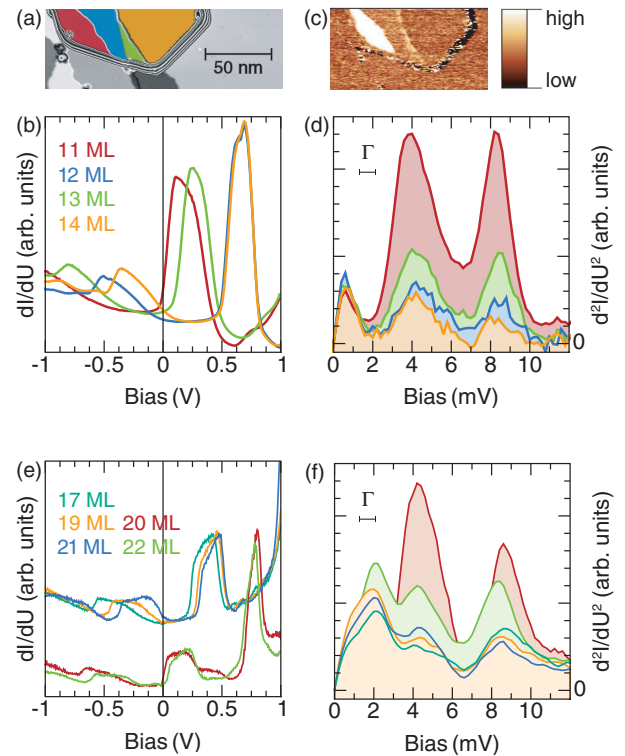 (a)
50 nm
(c)
high
low
(b)
11 ML
12 ML
13 ML
14 ML
dI/dU (arb. units)
-1 -0.5 0 0.5 1
Bias (V)
(d)
Γ
d²I/dU² (arb. units)
0
0 2 4 6 8 10
Bias (mV)
(e)
17 ML
19 ML 20 ML
21 ML 22 ML
dI/dU (arb. units)
-1 -0.5 0 0.5 1
Bias (V)
(f)
Γ
d²I/dU² (arb. units)
0
0 2 4 6 8 10
Bias (mV)